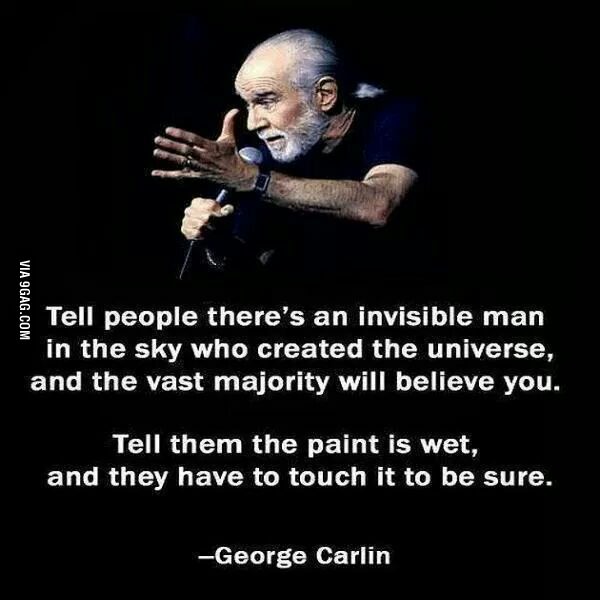 VIA 9GAG.COM
Tell people there's an invisible man
in the sky who created the universe,
and the vast majority will believe you.
Tell them the paint is wet,
and they have to touch it to be sure.
–George Carlin